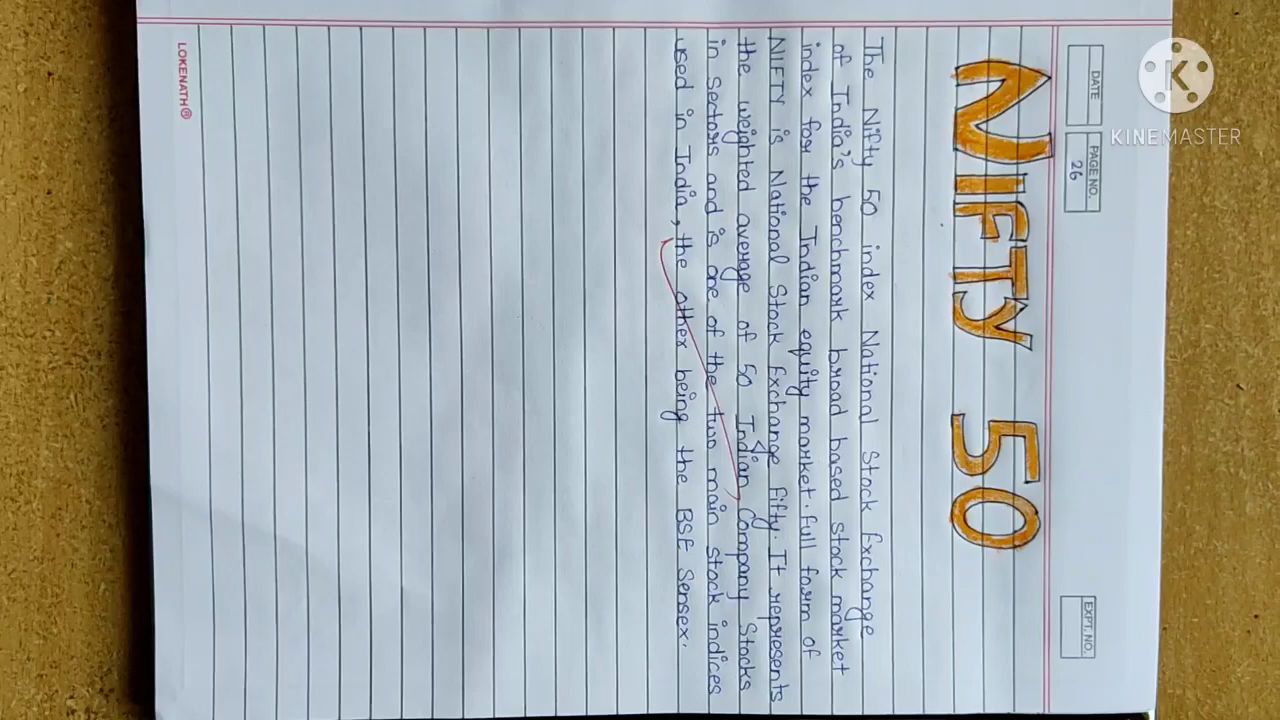 DATE
PAGE NO. 26
EXPT. NO.
NIFTY 50
The Nifty 50 index National Stock Exchange
of India's benchmark broad based stock market
index for the Indian equity market. Full form of
NIFTY is National Stock Exchange Fifty. It represents
the weighted average of 50 Indian Company Stocks
in sectors and is one of the two main stock indices
used in India, the other being the BSE Sensex.
LOKENATH®
K
KINEMASTER